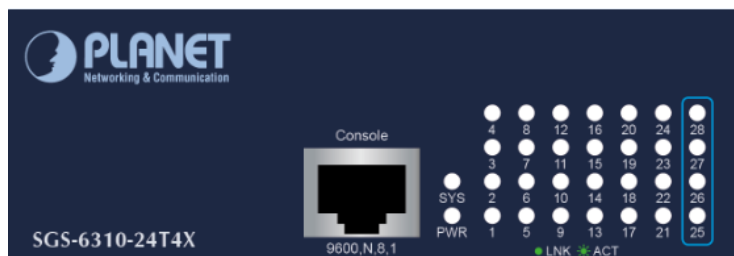 PLANET
Networking & Communication
Console
4 8 12 16 20 24 28
3 7 11 15 19 23 27
SYS 2 6 10 14 18 22 26
PWR 1 5 9 13 17 21 25
SGS-6310-24T4X
9600,N,8,1
LNK ACT